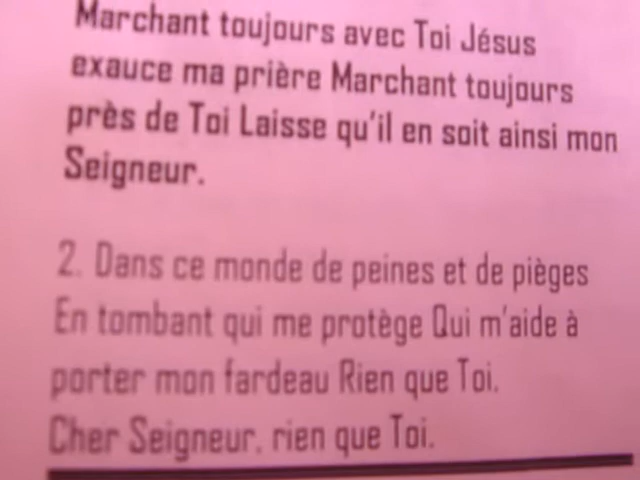 Marchant toujours avec Toi Jésus
exauce ma prière Marchant toujours
près de Toi Laisse qu'il en soit ainsi mon
Seigneur.
2. Dans ce monde de peines et de pièges
En tombant qui me protège Qui m'aide à
porter mon fardeau Rien que Toi.
Cher Seigneur, rien que Toi.